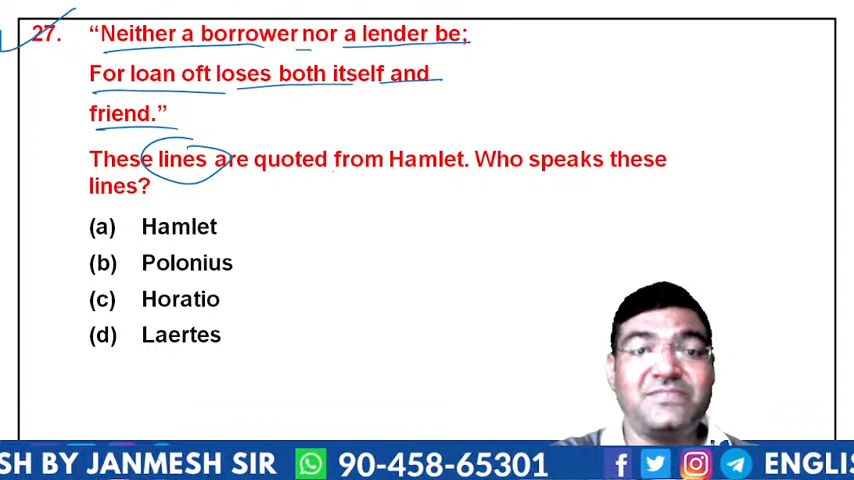 27. “Neither a borrower nor a lender be;
For loan oft loses both itself and
friend.”
These lines are quoted from Hamlet. Who speaks these
lines?
(a) Hamlet
(b) Polonius
(c) Horatio
(d) Laertes
SH BY JANMESH SIR 90-458-65301 ENGLIS